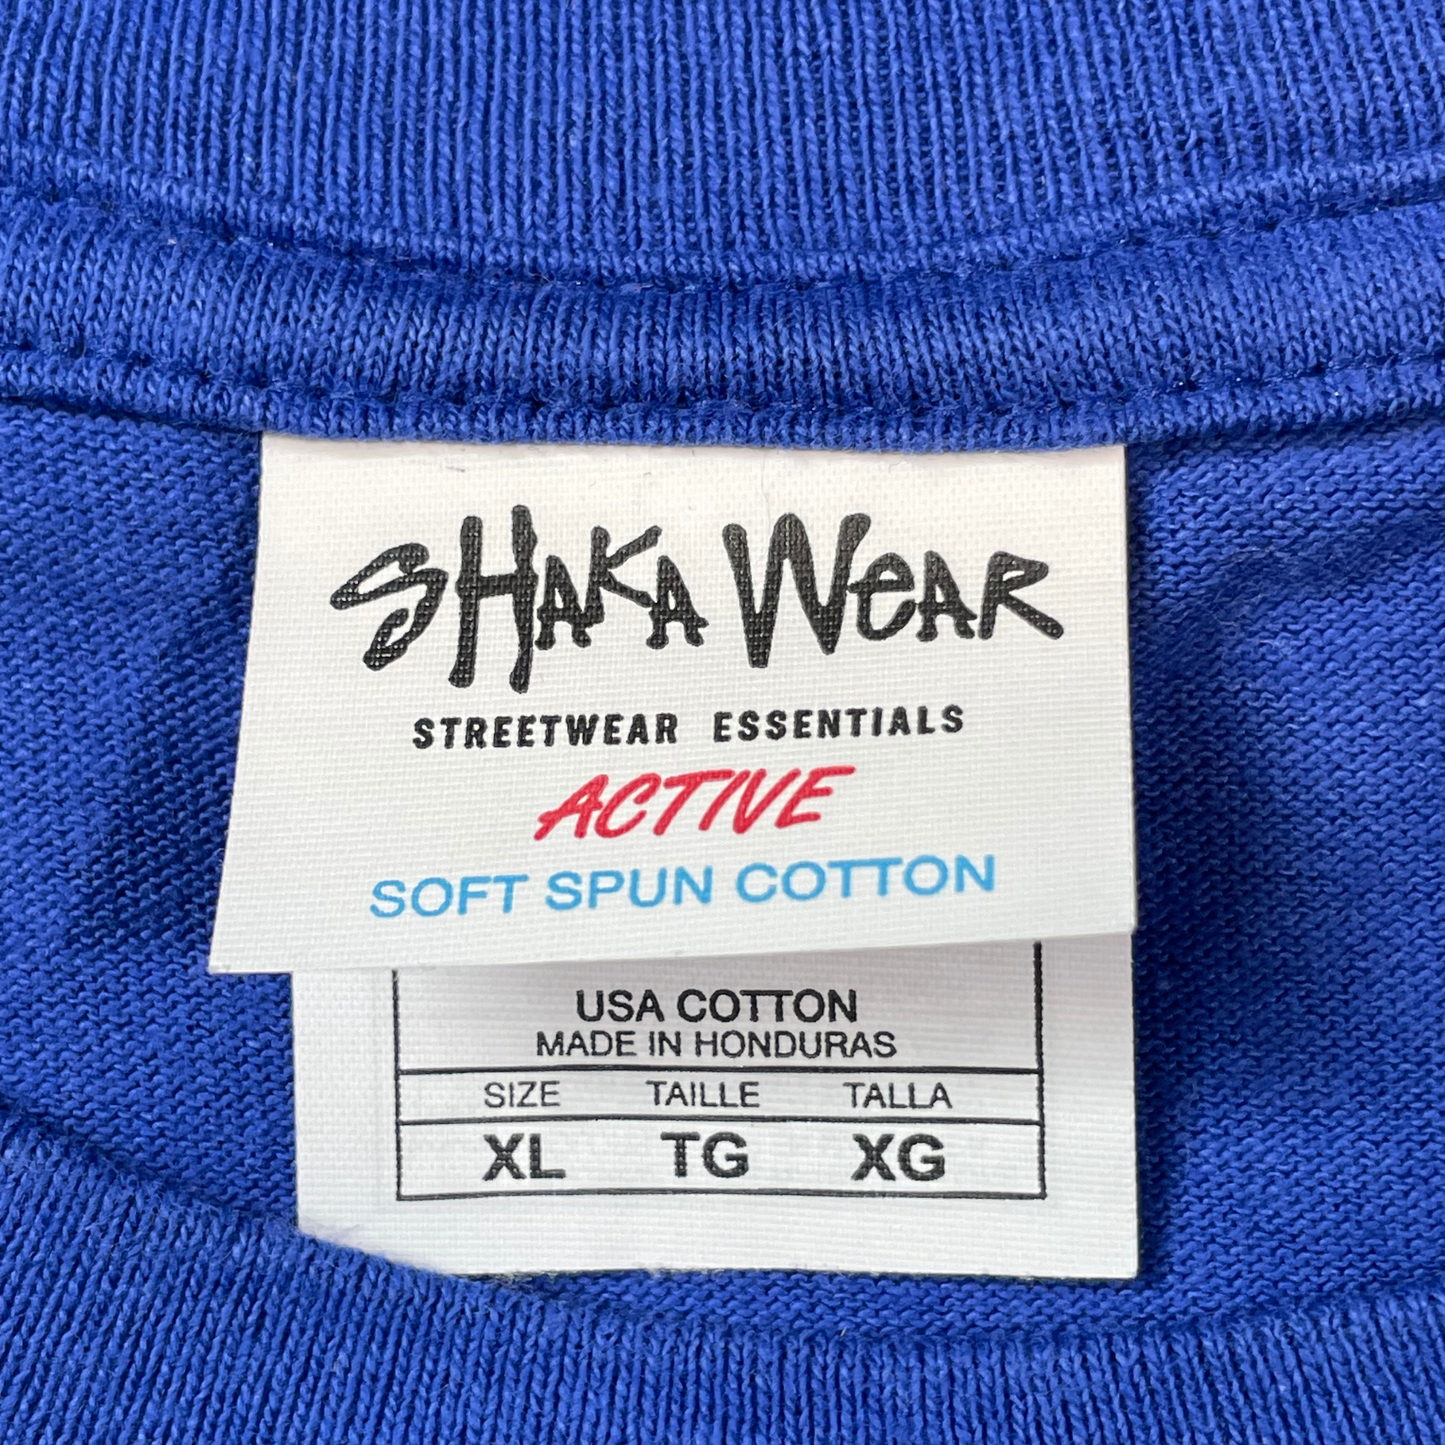 SHAKA WEAR
STREETWEAR ESSENTIALS
ACTIVE
SOFT SPUN COTTON
USA COTTON
MADE IN HONDURAS
SIZE TAILLE TALLA
XL TG XG